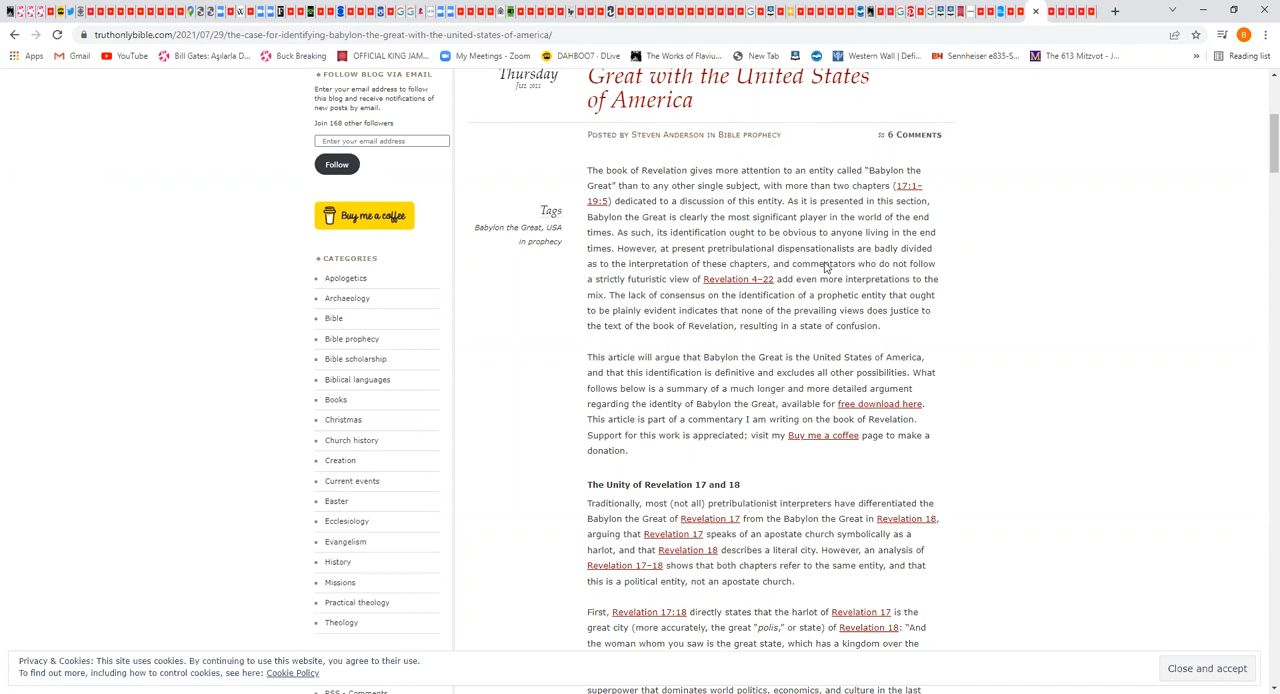 truthonlybible.com/2021/07/29/the-case-for-identifying-babylon-the-great-with-the-united-states-of-america/
B
Apps
Gmail
YouTube
Bill Gates: Aşılarla D...
Buck Breaking
OFFICIAL KING JAM...
My Meetings - Zoom
DAHBOO7 - DLive
The Works of Flaviu...
New Tab
Western Wall | Defi...
Sennheiser e835-S...
The 613 Mitzvot - J...
»
Reading list
FOLLOW BLOG VIA EMAIL
Enter your email address to follow
this blog and receive notifications of
new posts by email.
Join 168 other followers
Enter your email address
Follow
Buy me a coffee
CATEGORIES
Apologetics
Archaeology
Bible
Bible prophecy
Bible scholarship
Biblical languages
Books
Christmas
Church history
Creation
Current events
Easter
Ecclesiology
Evangelism
History
Missions
Practical theology
Theology
RSS - Comments
Thursday
JUL 2021
Tags
Babylon the Great, USA
in prophecy
Great with the United States
of America
POSTED BY STEVEN ANDERSON IN BIBLE PROPHECY
≈ 6 COMMENTS
The book of Revelation gives more attention to an entity called “Babylon the
Great” than to any other single subject, with more than two chapters (17:1–
19:5) dedicated to a discussion of this entity. As it is presented in this section,
Babylon the Great is clearly the most significant player in the world of the end
times. As such, its identification ought to be obvious to anyone living in the end
times. However, at present pretribulational dispensationalists are badly divided
as to the interpretation of these chapters, and commentators who do not follow
a strictly futuristic view of Revelation 4–22 add even more interpretations to the
mix. The lack of consensus on the identification of a prophetic entity that ought
to be plainly evident indicates that none of the prevailing views does justice to
the text of the book of Revelation, resulting in a state of confusion.
This article will argue that Babylon the Great is the United States of America,
and that this identification is definitive and excludes all other possibilities. What
follows below is a summary of a much longer and more detailed argument
regarding the identity of Babylon the Great, available for free download here.
This article is part of a commentary I am writing on the book of Revelation.
Support for this work is appreciated; visit my Buy me a coffee page to make a
donation.
The Unity of Revelation 17 and 18
Traditionally, most (not all) pretribulationist interpreters have differentiated the
Babylon the Great of Revelation 17 from the Babylon the Great in Revelation 18,
arguing that Revelation 17 speaks of an apostate church symbolically as a
harlot, and that Revelation 18 describes a literal city. However, an analysis of
Revelation 17–18 shows that both chapters refer to the same entity, and that
this is a political entity, not an apostate church.
First, Revelation 17:18 directly states that the harlot of Revelation 17 is the
great city (more accurately, the great “polis,” or state) of Revelation 18: “And
the woman whom you saw is the great state, which has a kingdom over the
superpower that dominates world politics, economics, and culture in the last
Privacy & Cookies: This site uses cookies. By continuing to use this website, you agree to their use.
To find out more, including how to control cookies, see here: Cookie Policy
Close and accept